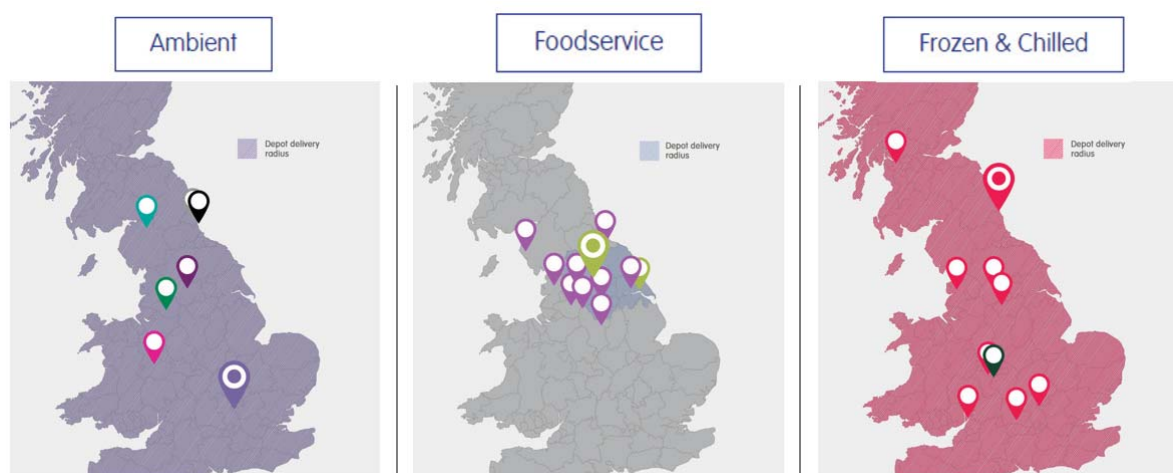 Ambient
Foodservice
Frozen & Chilled
Depot delivery
radius
Depot delivery
radius
Depot delivery
radius